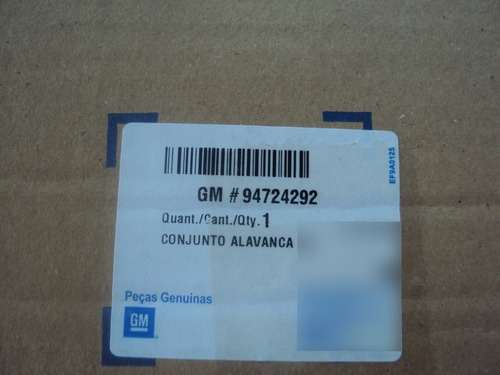 GM # 94724292
Quant./Cant./Qty. 1
CONJUNTO ALAVANCA
EF9A0125
Peças Genuínas
GM